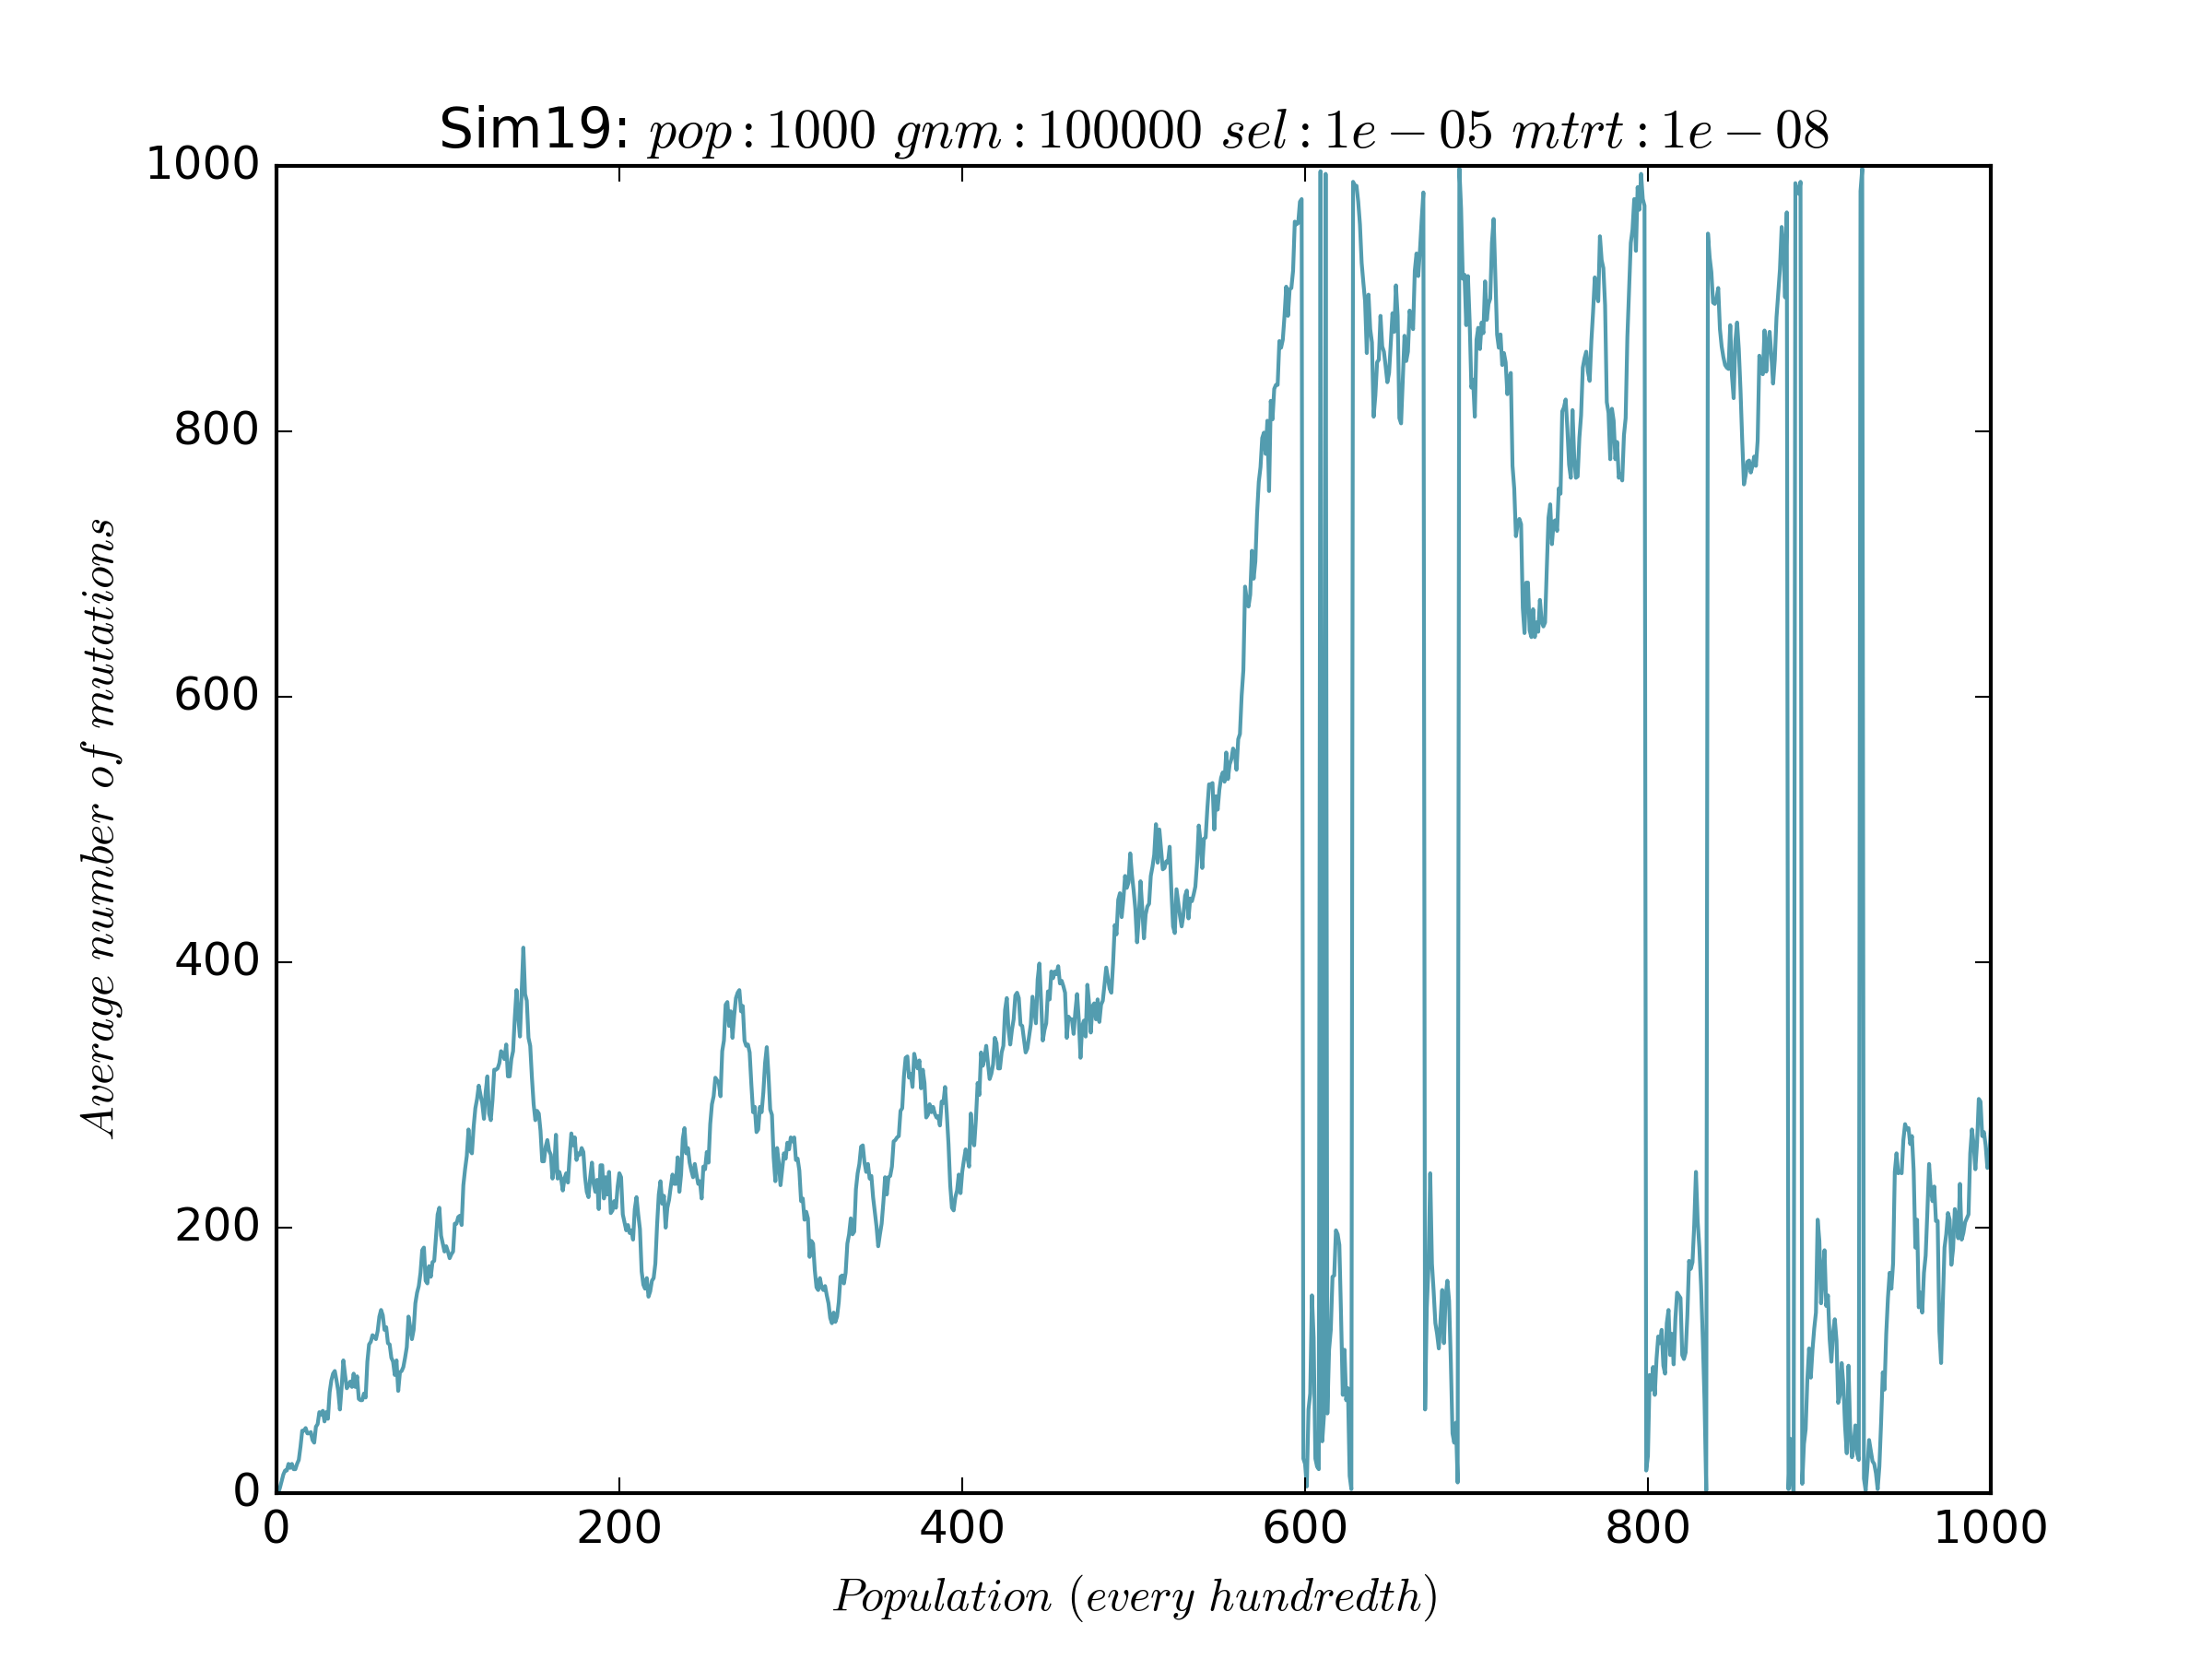 Sim19: pop : 1000 gnm : 100000 sel : 1e − 05 mtrt : 1e − 08
1000
800
600
400
200
0
Average number of mutations
0 200 400 600 800 1000
Population (every hundredth)